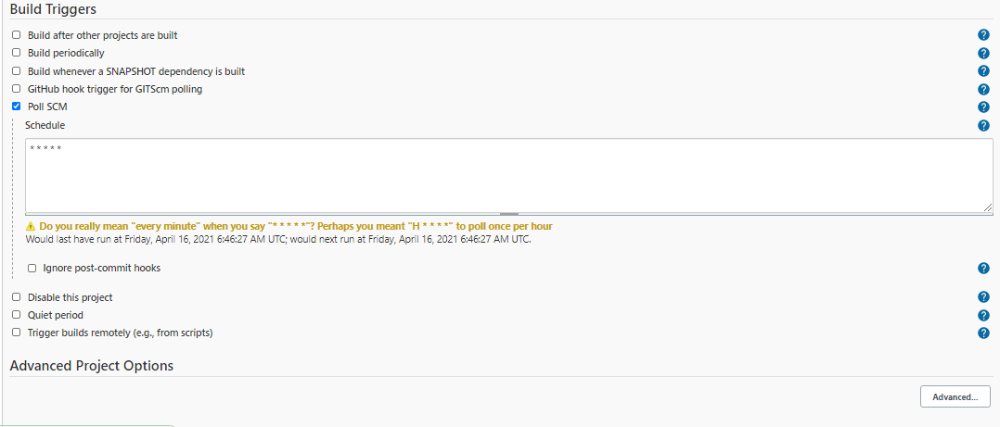 Build Triggers
Build after other projects are built
Build periodically
Build whenever a SNAPSHOT dependency is built
GitHub hook trigger for GITScm polling
Poll SCM
Schedule
* * * * *
Do you really mean "every minute" when you say "* * * * *"? Perhaps you meant "H * * * *" to poll once per hour
Would last have run at Friday, April 16, 2021 6:46:27 AM UTC; would next run at Friday, April 16, 2021 6:46:27 AM UTC.
Ignore post-commit hooks
Disable this project
Quiet period
Trigger builds remotely (e.g., from scripts)
Advanced Project Options
Advanced...